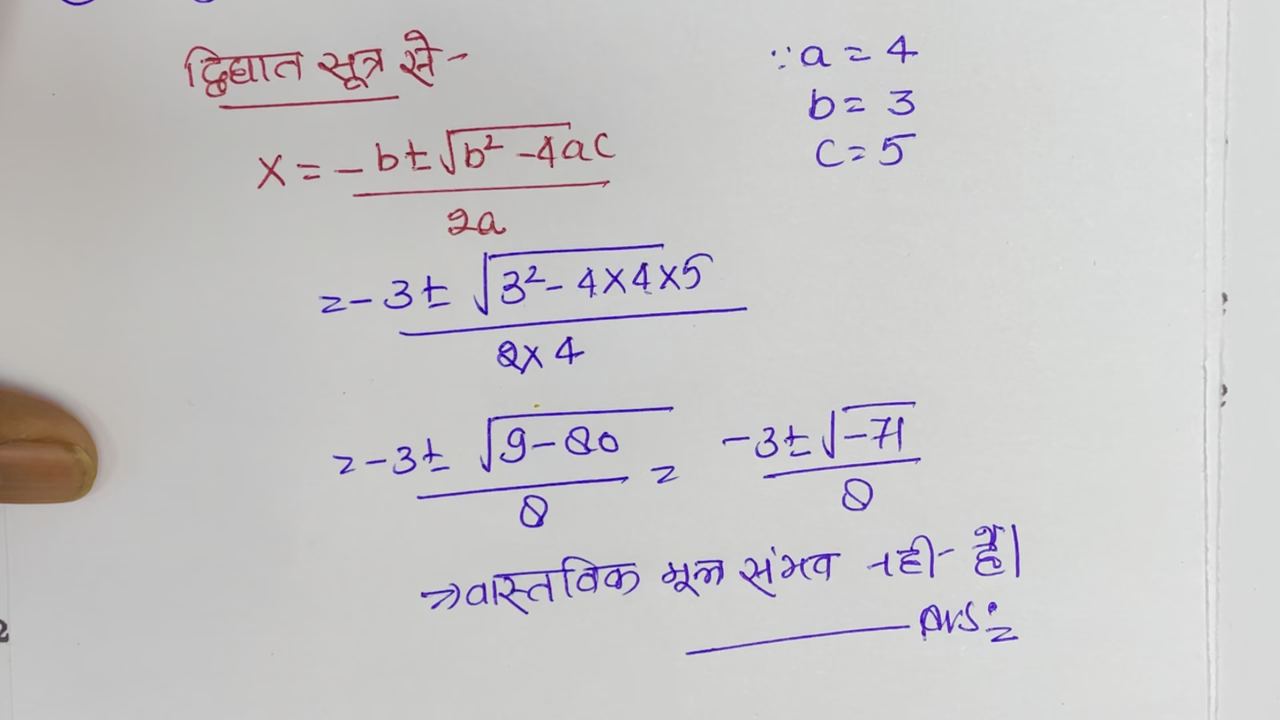 द्विघात सूत्र से-
∵ a = 4
b = 3
c = 5
x = -b ± √b² - 4ac / 2a
= -3 ± √3² - 4×4×5 / 2×4
= -3 ± √9-80 / 8 = -3 ± √-71 / 8
→ वास्तविक मूल संभव नही- हैं।
Ans:=